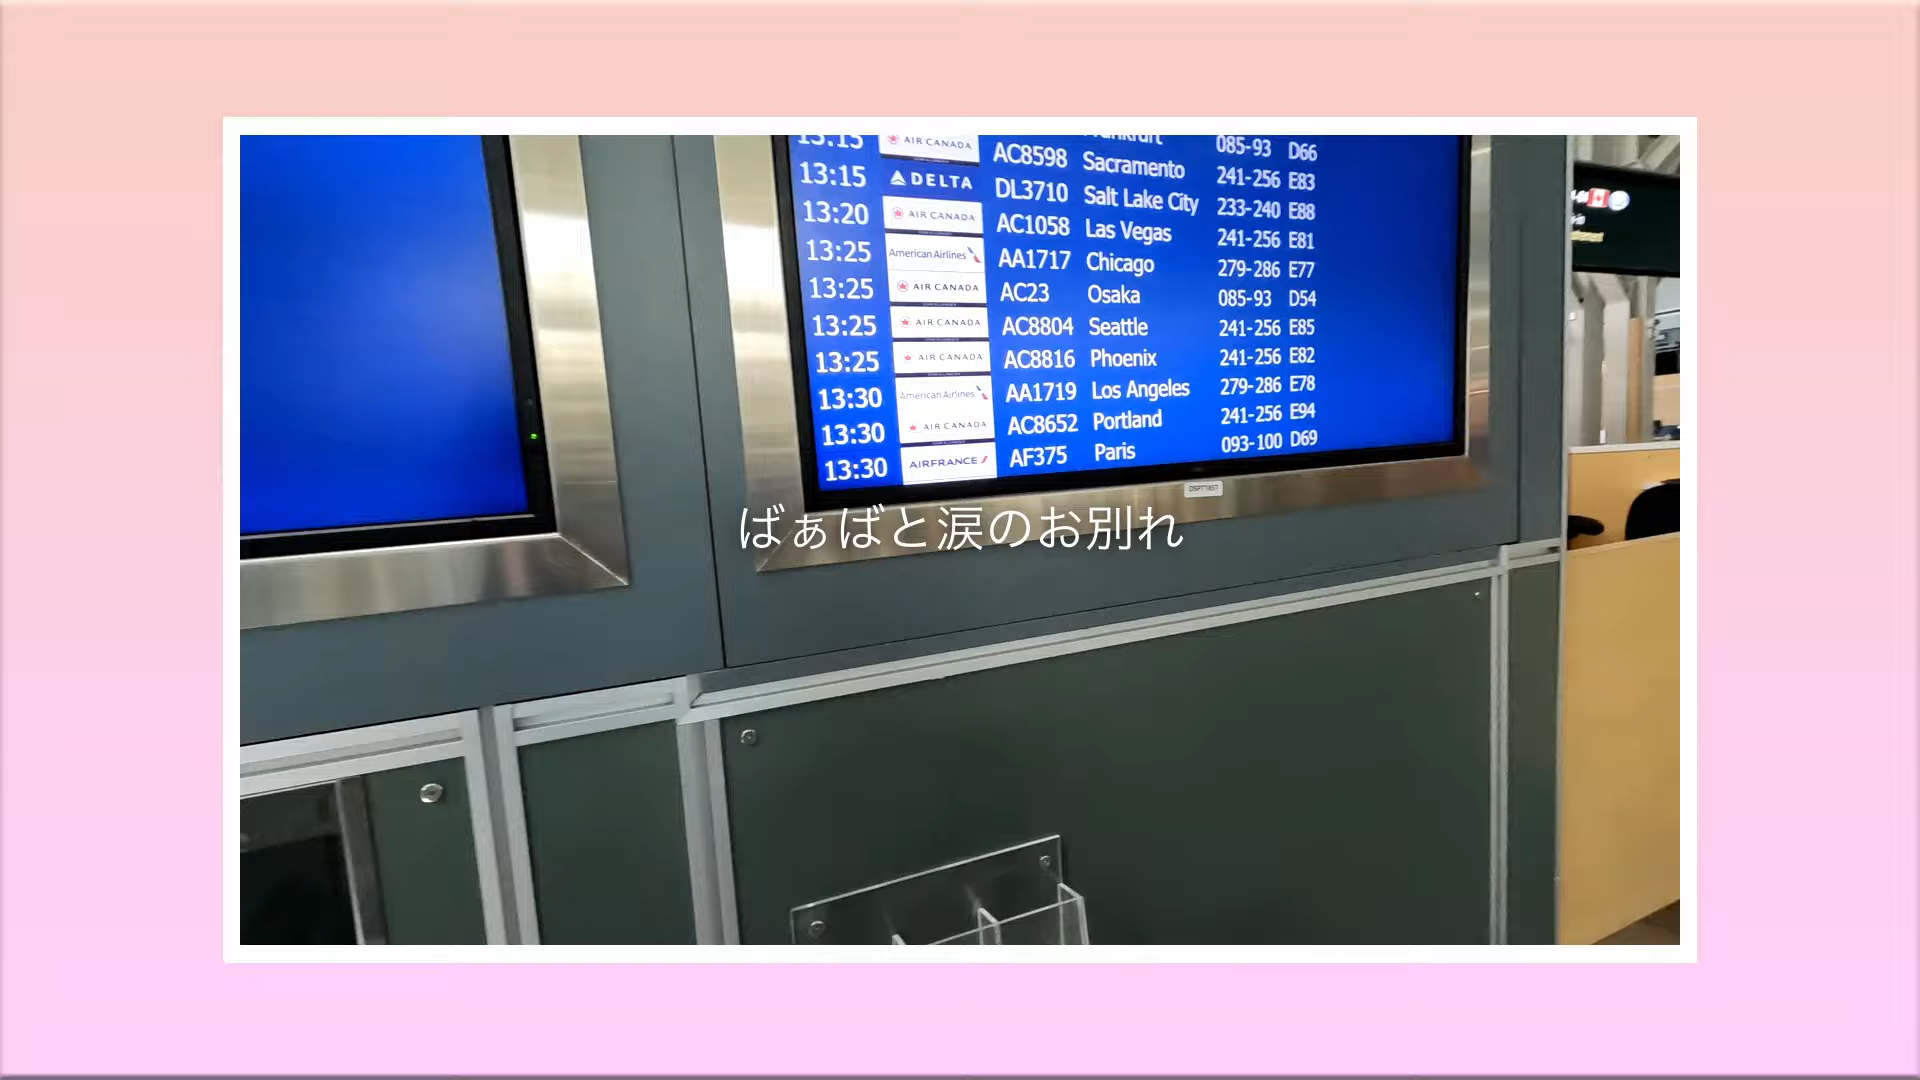 13:15 AIR CANADA Frankfurt 085-93 D66
13:15 DELTA AC8598 Sacramento 241-256 E83
13:20 AIR CANADA DL3710 Salt Lake City 233-240 E88
13:25 American Airlines AC1058 Las Vegas 241-256 E81
13:25 AIR CANADA AA1717 Chicago 279-286 E77
13:25 AIR CANADA AC23 Osaka 085-93 D54
13:25 AIR CANADA AC8804 Seattle 241-256 E85
13:30 American Airlines AC8816 Phoenix 241-256 E82
13:30 AIR CANADA AA1719 Los Angeles 279-286 E78
13:30 AIRFRANCE AC8652 Portland 241-256 E94
AF375 Paris 093-100 D69
ばぁばと涙のお別れ